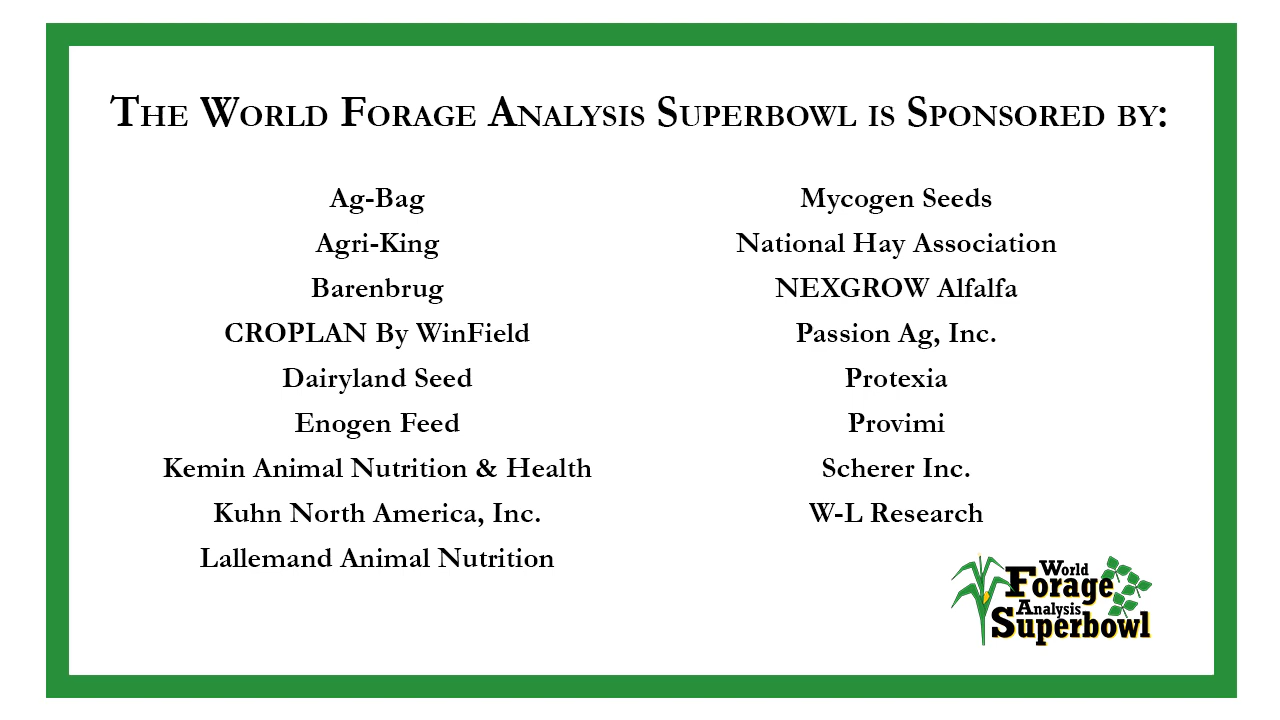 The World Forage Analysis Superbowl is Sponsored by:
Ag-Bag
Agri-King
Barenbrug
CROPLAN By WinField
Dairyland Seed
Enogen Feed
Kemin Animal Nutrition & Health
Kuhn North America, Inc.
Lallemand Animal Nutrition
Mycogen Seeds
National Hay Association
NEXGROW Alfalfa
Passion Ag, Inc.
Protexia
Provimi
Scherer Inc.
W-L Research
World
Forage
Analysis
Superbowl